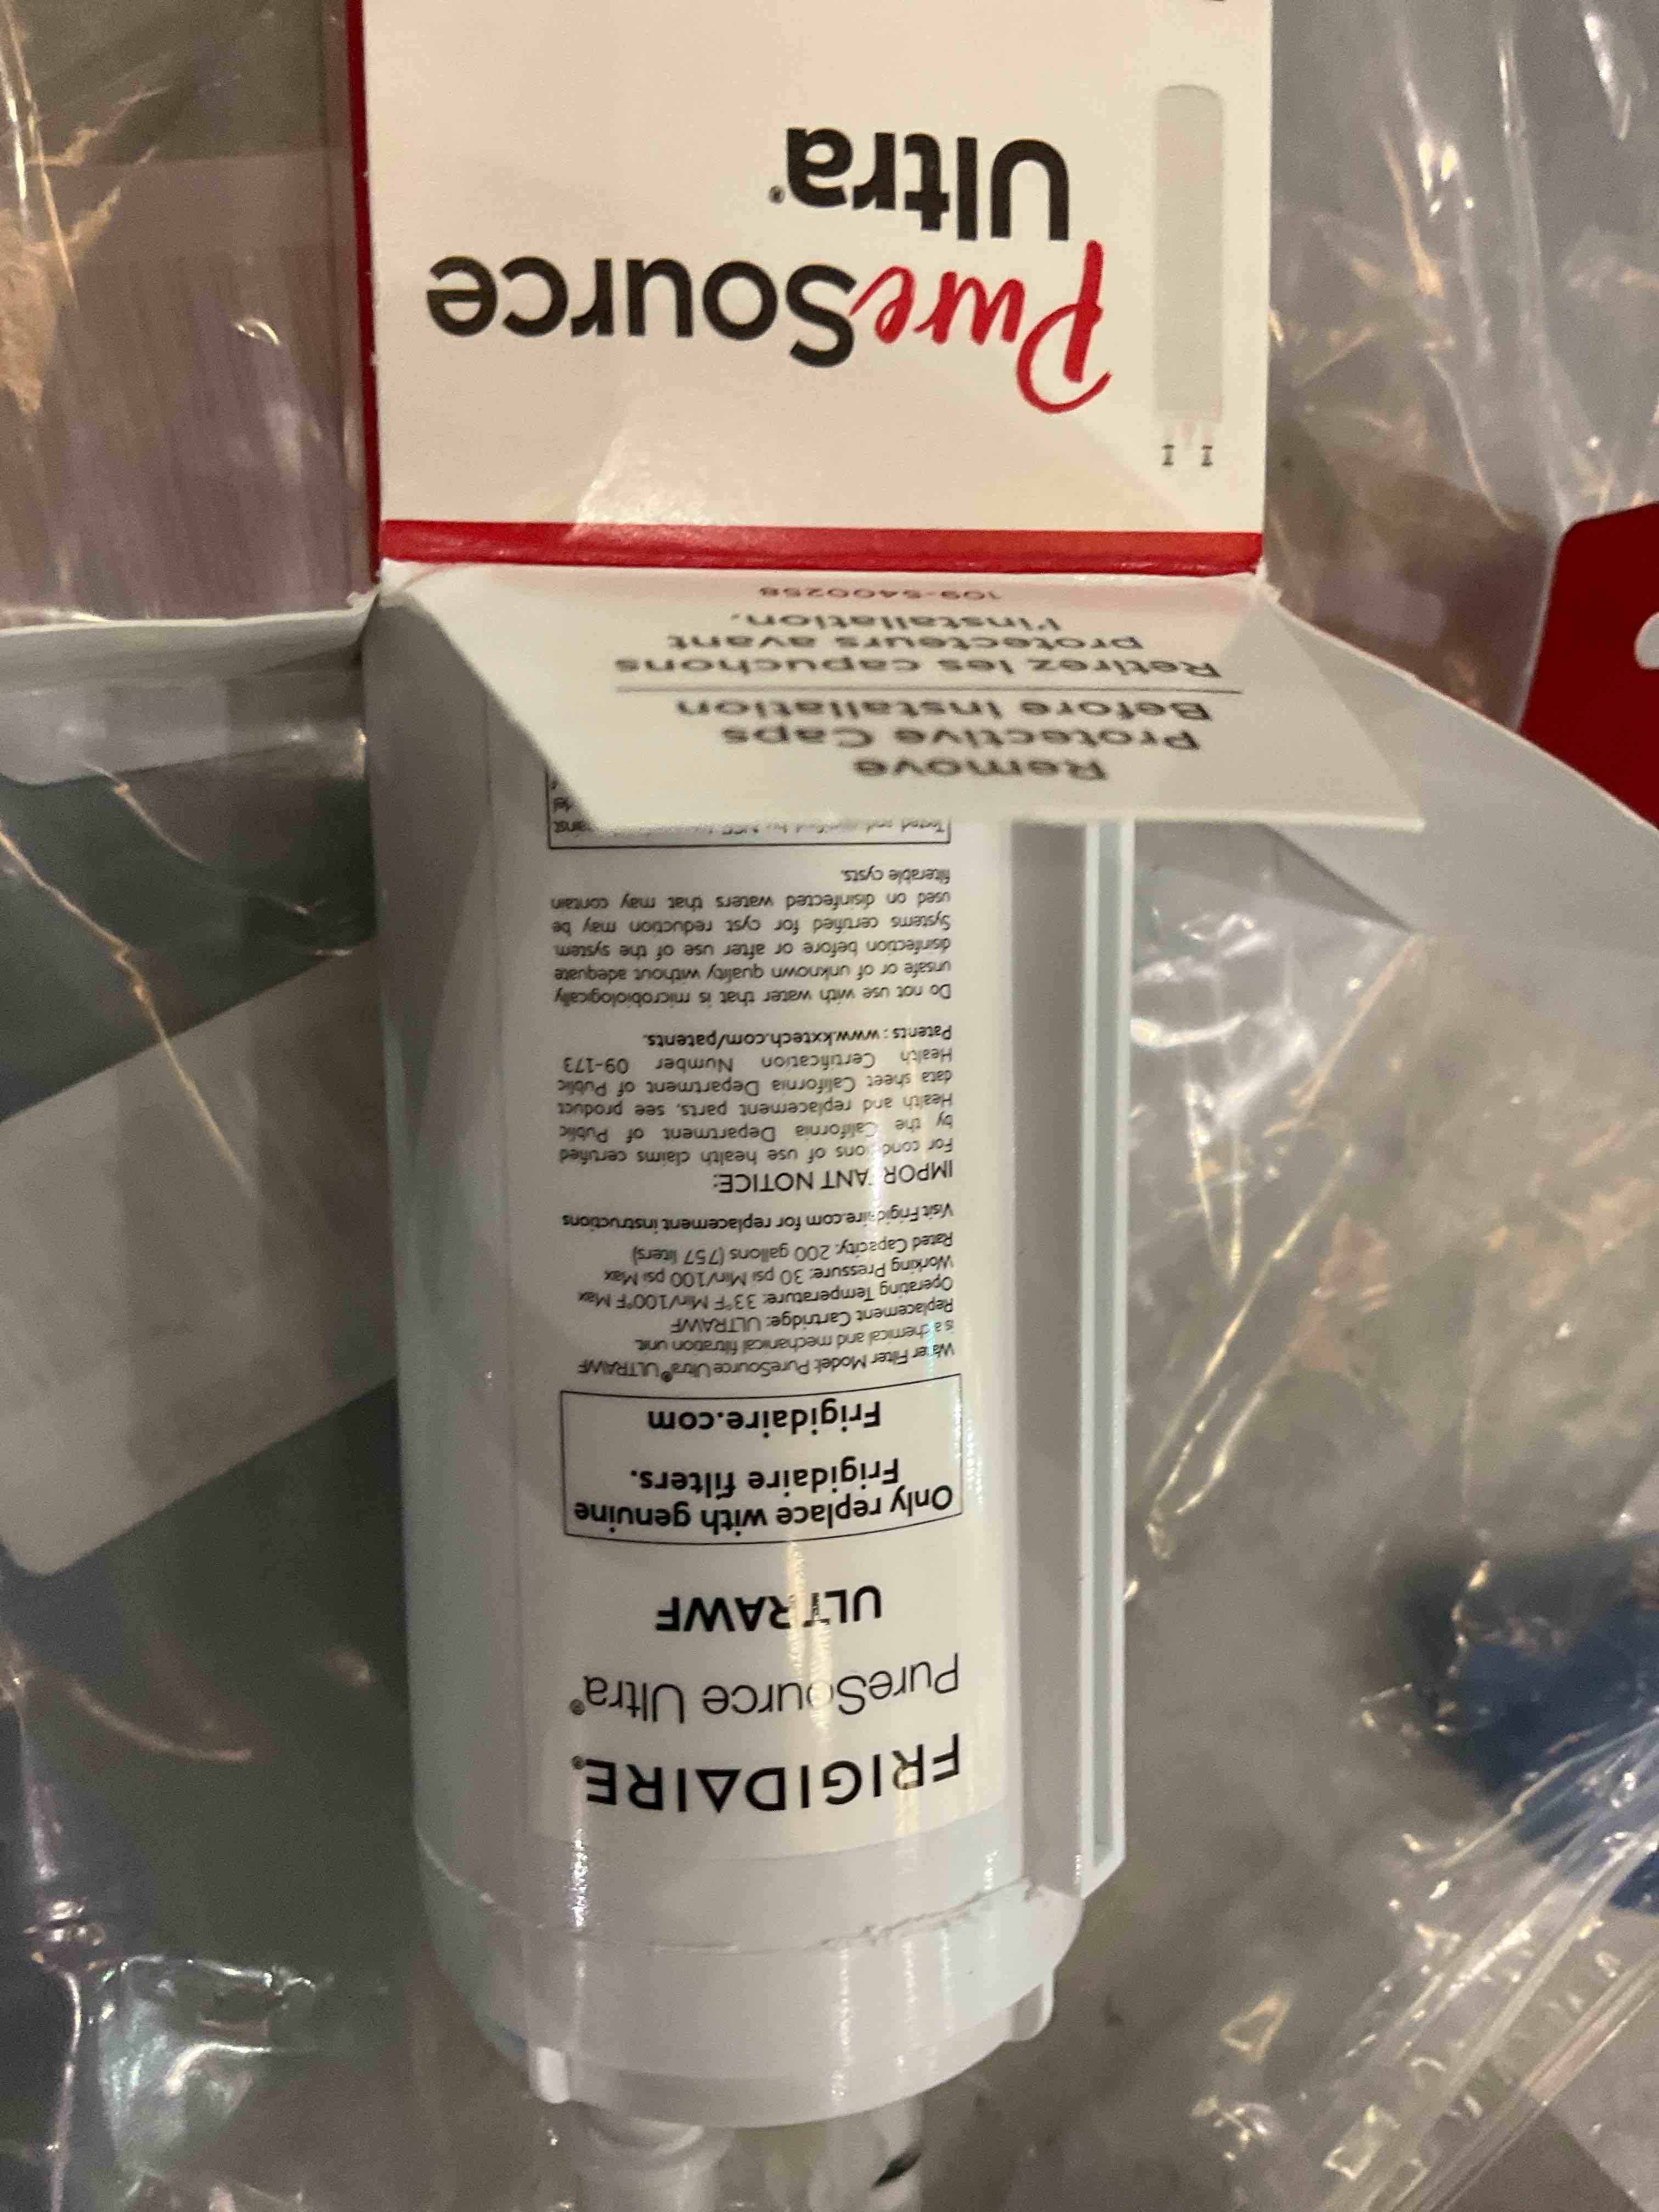 FRIGIDAIRE®
PureSource Ultra®
ULTRAWF
Only replace with genuine
Frigidaire filters.
Frigidaire.com
Water Filter Model: PureSource Ultra® ULTRAWF
is a chemical and mechanical filtration unit.
Replacement Cartridge: ULTRAWF
Operating Temperature: 33°F Min/100°F Max
Working Pressure: 30 psi Min/100 psi Max
Rated Capacity: 200 gallons (757 liters)
Visit Frigidaire.com for replacement instructions
IMPORTANT NOTICE:
For conditions of use health claims certified
by the California Department of Public
Health and replacement parts, see product
data sheet California Department of Public
Health Certification Number 09-173
Patents : www.kxtech.com/patents.
Do not use with water that is microbiologically
unsafe or of unknown quality without adequate
disinfection before or after use of the system.
Systems certified for cyst reduction may be
used on disinfected waters that may contain
filterable cysts.
Tested and certified by NSF
Remove
Protective Caps
Before Installation
Retirez les capuchons
protecteurs avant
l'installation.
109-5400258
PureSource
Ultra®